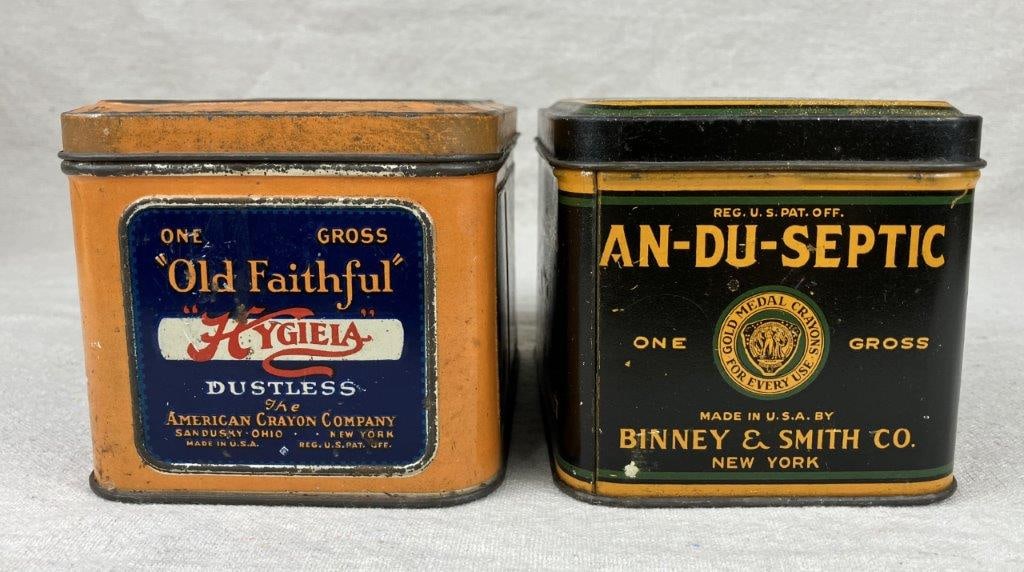 ONE GROSS
"Old Faithful"
"HYGIEIA"
DUSTLESS
The
AMERICAN CRAYON COMPANY
SANDUSKY·OHIO · · NEW YORK
MADE IN U.S.A. REG. U.S. PAT. OFF.
REG. U.S. PAT. OFF.
AN-DU-SEPTIC
GOLD MEDAL CRAYONS
FOR EVERY USE
ONE GROSS
MADE IN U.S.A. BY
BINNEY & SMITH CO.
NEW YORK